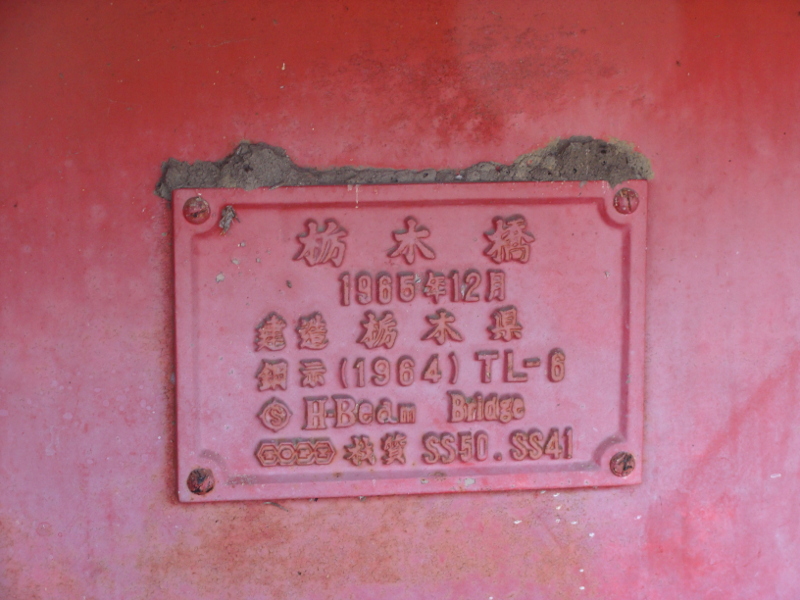 栃木橋
1965年12月
建造 栃木県
鋼示(1964) TL-6
S H-Beam Bridge
材質 SS50.SS41